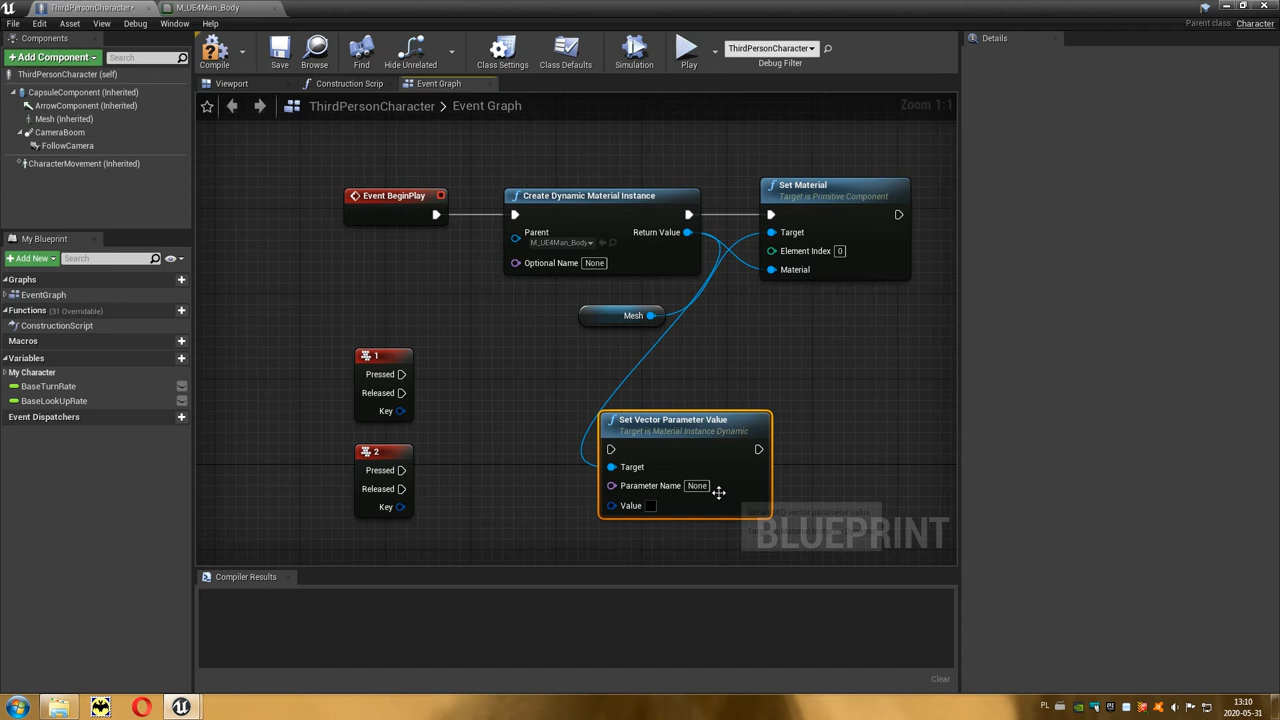 ThirdPersonCharacter*
M_UE4Man_Body
File
Edit
Asset
View
Debug
Window
Help
Parent class: Character
Components
+ Add Component
Search
ThirdPersonCharacter (self)
CapsuleComponent (Inherited)
ArrowComponent (Inherited)
Mesh (Inherited)
CameraBoom
FollowCamera
CharacterMovement (Inherited)
Compile
Save
Browse
Find
Hide Unrelated
Class Settings
Class Defaults
Simulation
Play
ThirdPersonCharacter
Debug Filter
Details
Viewport
Construction Scrip
Event Graph
ThirdPersonCharacter > Event Graph
Zoom 1:1
My Blueprint
+ Add New
Search
Graphs
EventGraph
Functions (31 Overridable)
ConstructionScript
Macros
Variables
My Character
BaseTurnRate
BaseLookUpRate
Event Dispatchers
Event BeginPlay
Create Dynamic Material Instance
Parent
M_UE4Man_Body
Return Value
Optional Name None
Set Material
Target is Primitive Component
Target
Element Index 0
Material
Mesh
1
Pressed
Released
Key
2
Pressed
Released
Key
Set Vector Parameter Value
Target is Material Instance Dynamic
Target
Parameter Name None
Value
BLUEPRINT
Compiler Results
Clear
PL
13:10
2020-05-31